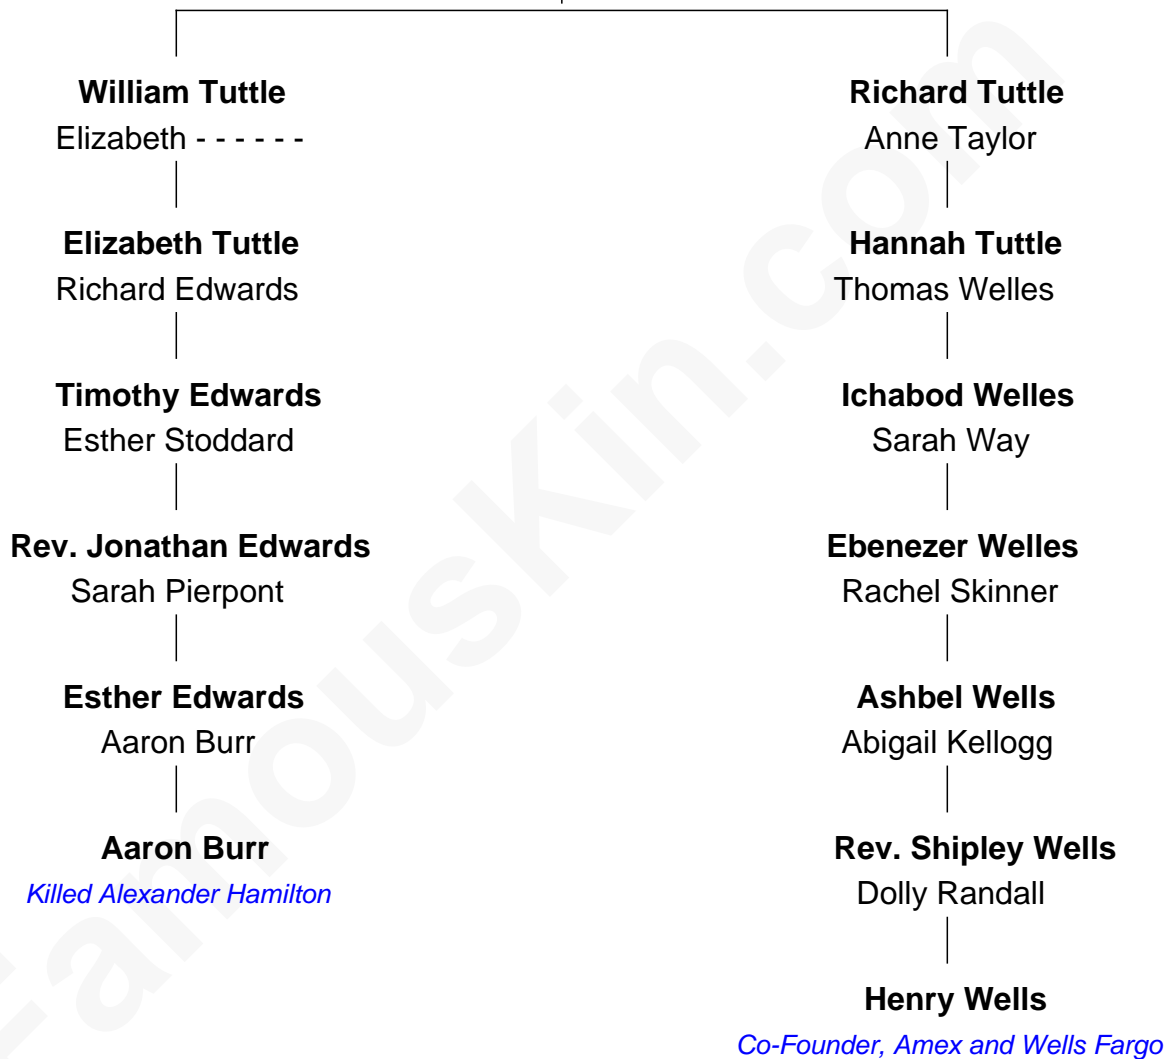 William Tuttle
Elizabeth - - - - - -
Elizabeth Tuttle
Richard Edwards
Timothy Edwards
Esther Stoddard
Rev. Jonathan Edwards
Sarah Pierpont
Esther Edwards
Aaron Burr
Aaron Burr
Killed Alexander Hamilton
Richard Tuttle
Anne Taylor
Hannah Tuttle
Thomas Welles
Ichabod Welles
Sarah Way
Ebenezer Welles
Rachel Skinner
Ashbel Wells
Abigail Kellogg
Rev. Shipley Wells
Dolly Randall
Henry Wells
Co-Founder, Amex and Wells Fargo
FamousKin.com